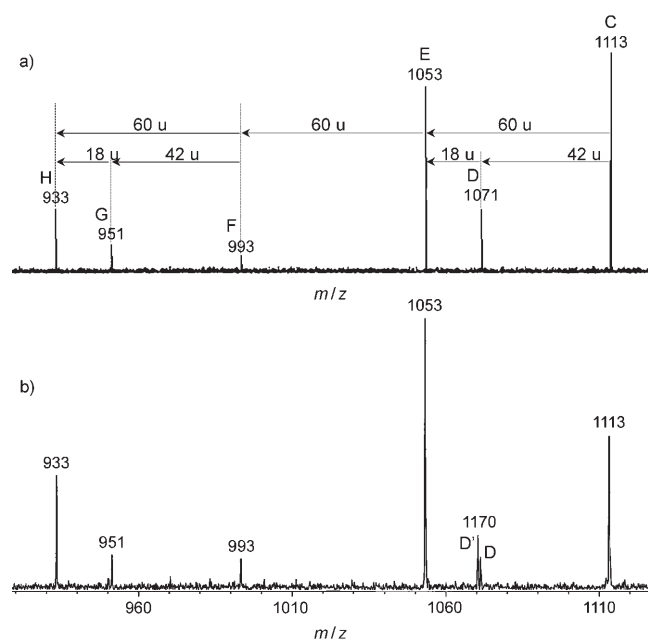 a)
C
1113
E
1053
60 u
60 u
60 u
18 u
42 u
18 u
42 u
H
933
G
951
F
993
D
1071
m/z
b)
1053
933
951
993
1170
D' D
1113
960
1010
1060
1110
m/z